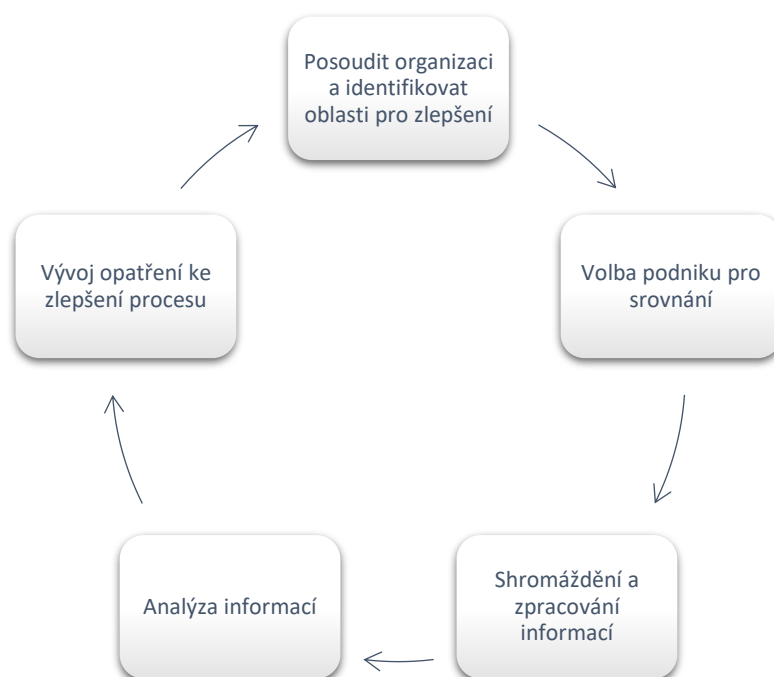 Posoudit organizaci
a identifikovat
oblasti pro zlepšení
Volba podniku pro
srovnání
Shromáždění a
zpracování
informací
Analýza informací
Vývoj opatření ke
zlepšení procesu